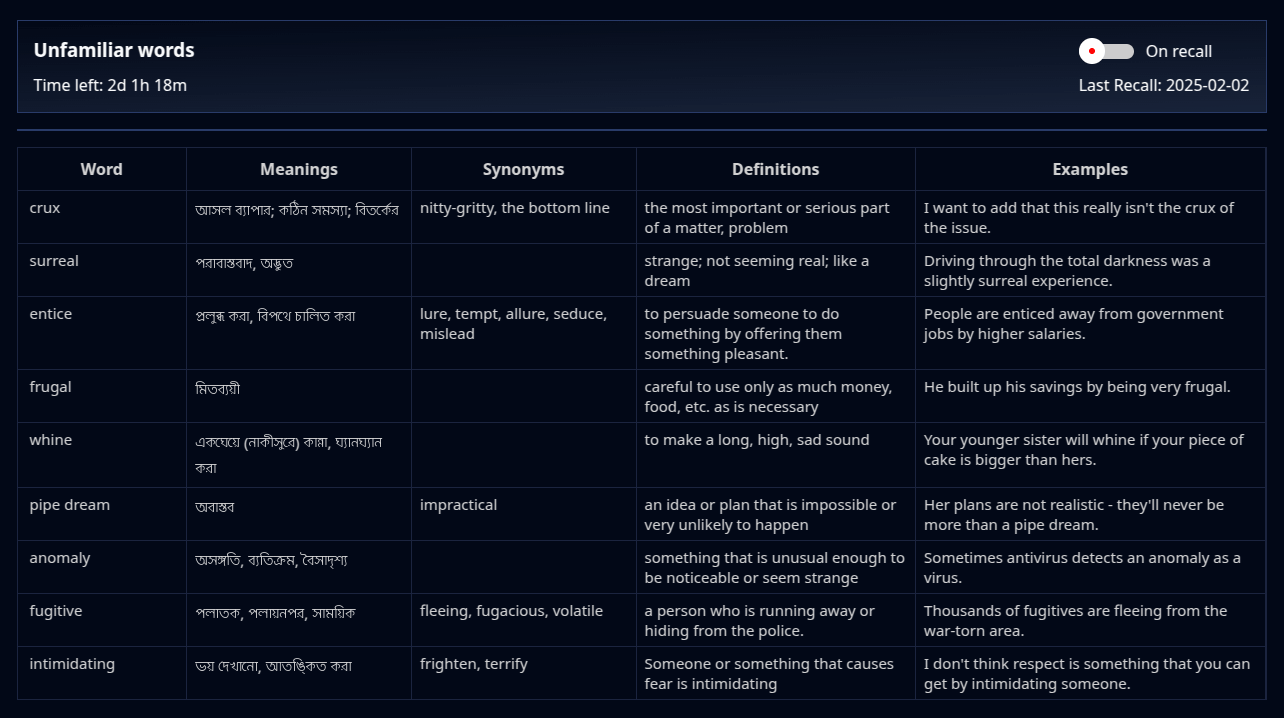 Unfamiliar words
On recall
Time left: 2d 1h 18m
Last Recall: 2025-02-02
Word Meanings Synonyms Definitions Examples
crux আসল ব্যাপার; কঠিন সমস্যা; বিতর্কের nitty-gritty, the bottom line the most important or serious part I want to add that this really isn't the crux of
of a matter, problem the issue.
surreal পরাবাস্তবাদ, অদ্ভুত strange; not seeming real; like a Driving through the total darkness was a
dream slightly surreal experience.
entice প্রলুব্ধ করা, বিপথে চালিত করা lure, tempt, allure, seduce, to persuade someone to do People are enticed away from government
mislead something by offering them jobs by higher salaries.
something pleasant.
frugal মিতব্যয়ী careful to use only as much money, He built up his savings by being very frugal.
food, etc. as is necessary
whine একঘেয়ে (নাকীসুরে) কান্না, ঘ্যানঘ্যান to make a long, high, sad sound Your younger sister will whine if your piece of
করা cake is bigger than hers.
pipe dream অবাস্তব impractical an idea or plan that is impossible or Her plans are not realistic - they'll never be
very unlikely to happen more than a pipe dream.
anomaly অসঙ্গতি, ব্যতিক্রম, বৈসাদৃশ্য something that is unusual enough to Sometimes antivirus detects an anomaly as a
be noticeable or seem strange virus.
fugitive পলাতক, পলায়নপর, সাময়িক fleeing, fugacious, volatile a person who is running away or Thousands of fugitives are fleeing from the
hiding from the police. war-torn area.
intimidating ভয় দেখানো, আতঙ্কিত করা frighten, terrify Someone or something that causes I don't think respect is something that you can
fear is intimidating get by intimidating someone.